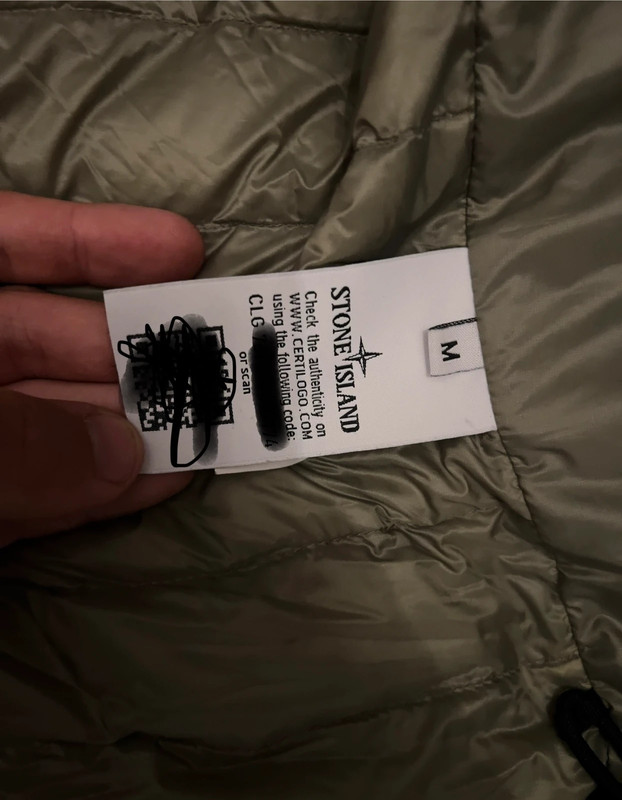 STONE ISLAND
Check the authenticity on
WWW.CERTILOGO.COM
using the following code:
CLG
or scan
M